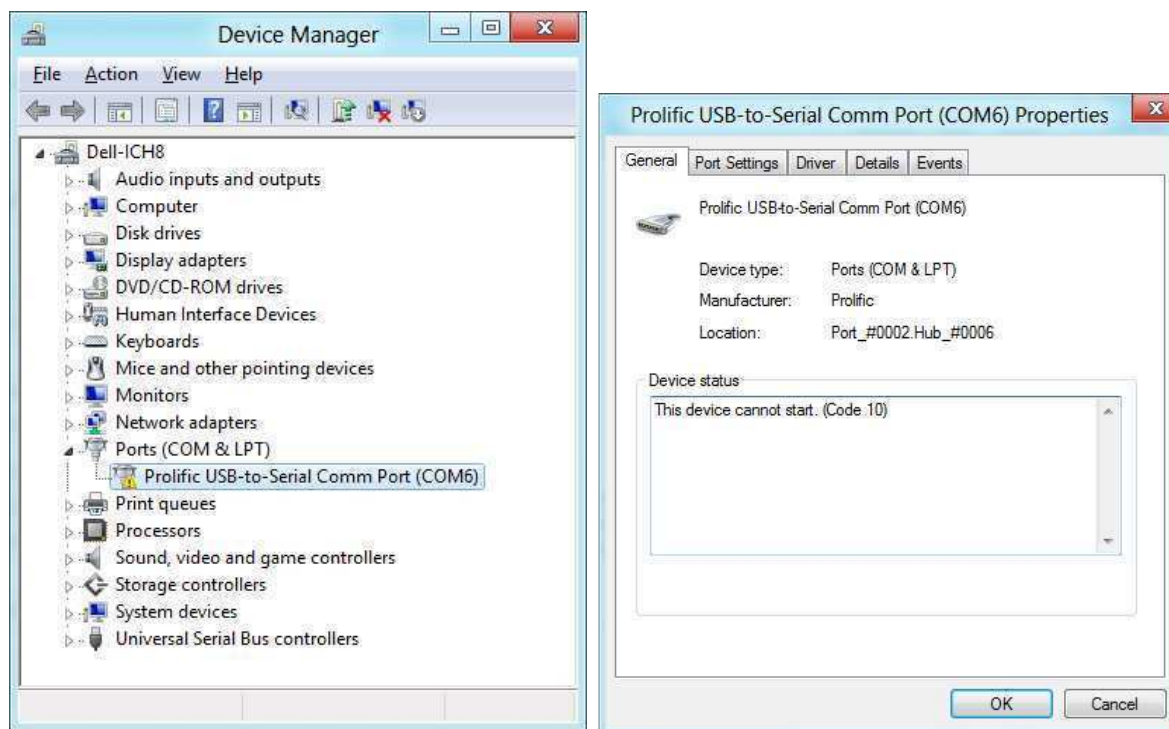 Device Manager
File Action View Help
Dell-ICH8
Audio inputs and outputs
Computer
Disk drives
Display adapters
DVD/CD-ROM drives
Human Interface Devices
Keyboards
Mice and other pointing devices
Monitors
Network adapters
Ports (COM & LPT)
Prolific USB-to-Serial Comm Port (COM6)
Print queues
Processors
Sound, video and game controllers
Storage controllers
System devices
Universal Serial Bus controllers
Prolific USB-to-Serial Comm Port (COM6) Properties
General Port Settings Driver Details Events
Prolific USB-to-Serial Comm Port (COM6)
Device type: Ports (COM & LPT)
Manufacturer: Prolific
Location: Port_#0002.Hub_#0006
Device status
This device cannot start. (Code 10)
OK Cancel